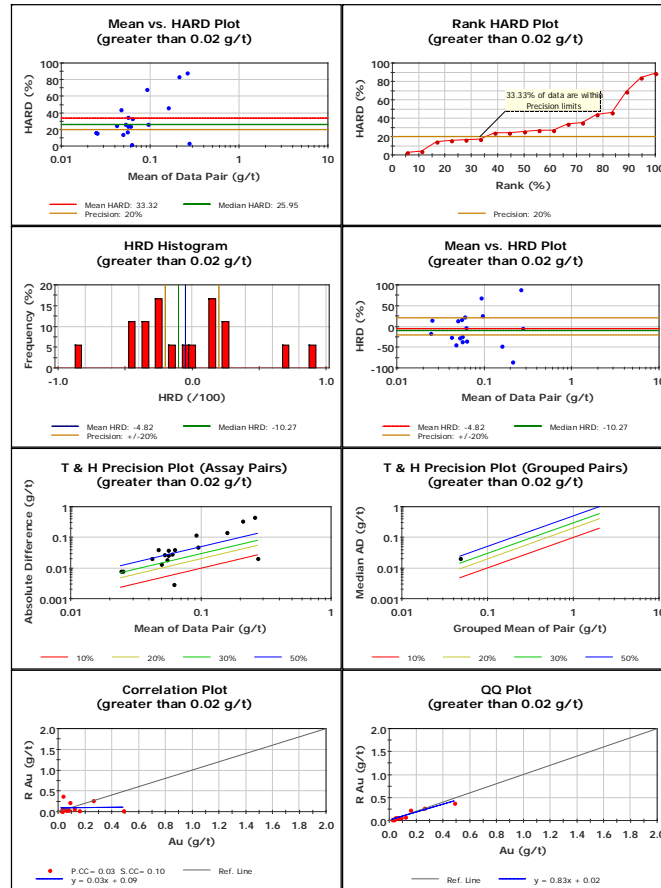 Mean vs. HARD Plot
(greater than 0.02 g/t)
HARD (%)
100
80
60
40
20
0
0.01
0.1
1
10
Mean of Data Pair (g/t)
Mean HARD: 33.32
Median HARD: 25.95
Precision: 20%
Rank HARD Plot
(greater than 0.02 g/t)
HARD (%)
100
90
80
70
60
50
40
30
20
10
0
33.33% of data are within
Precision limits
0 10 20 30 40 50 60 70 80 90 100
Rank (%)
Precision: 20%
HRD Histogram
(greater than 0.02 g/t)
Frequency (%)
20
15
10
5
0
-1.0
0.0
1.0
HRD (/100)
Mean HRD: -4.82
Median HRD: -10.27
Precision: +/-20%
Mean vs. HRD Plot
(greater than 0.02 g/t)
HRD (%)
100
50
0
-50
-100
0.01
0.1
1
10
Mean of Data Pair (g/t)
Mean HRD: -4.82
Median HRD: -10.27
Precision: +/-20%
T & H Precision Plot (Assay Pairs)
(greater than 0.02 g/t)
Absolute Difference (g/t)
1
0.1
0.01
0.001
0.01
0.1
1
Mean of Data Pair (g/t)
10%
20%
30%
50%
T & H Precision Plot (Grouped Pairs)
(greater than 0.02 g/t)
Median AD (g/t)
1
0.1
0.01
0.001
0.01
0.1
1
10
Grouped Mean of Pair (g/t)
10%
20%
30%
50%
Correlation Plot
(greater than 0.02 g/t)
R Au (g/t)
2.0
1.5
1.0
0.5
0.0
0.0 0.2 0.4 0.6 0.8 1.0 1.2 1.4 1.6 1.8 2.0
Au (g/t)
P.CC= 0.03 S.CC= 0.10
Ref. Line
y = 0.03x + 0.09
QQ Plot
(greater than 0.02 g/t)
R Au (g/t)
2.0
1.5
1.0
0.5
0.0
0.0 0.2 0.4 0.6 0.8 1.0 1.2 1.4 1.6 1.8 2.0
Au (g/t)
Ref. Line
y = 0.83x + 0.02